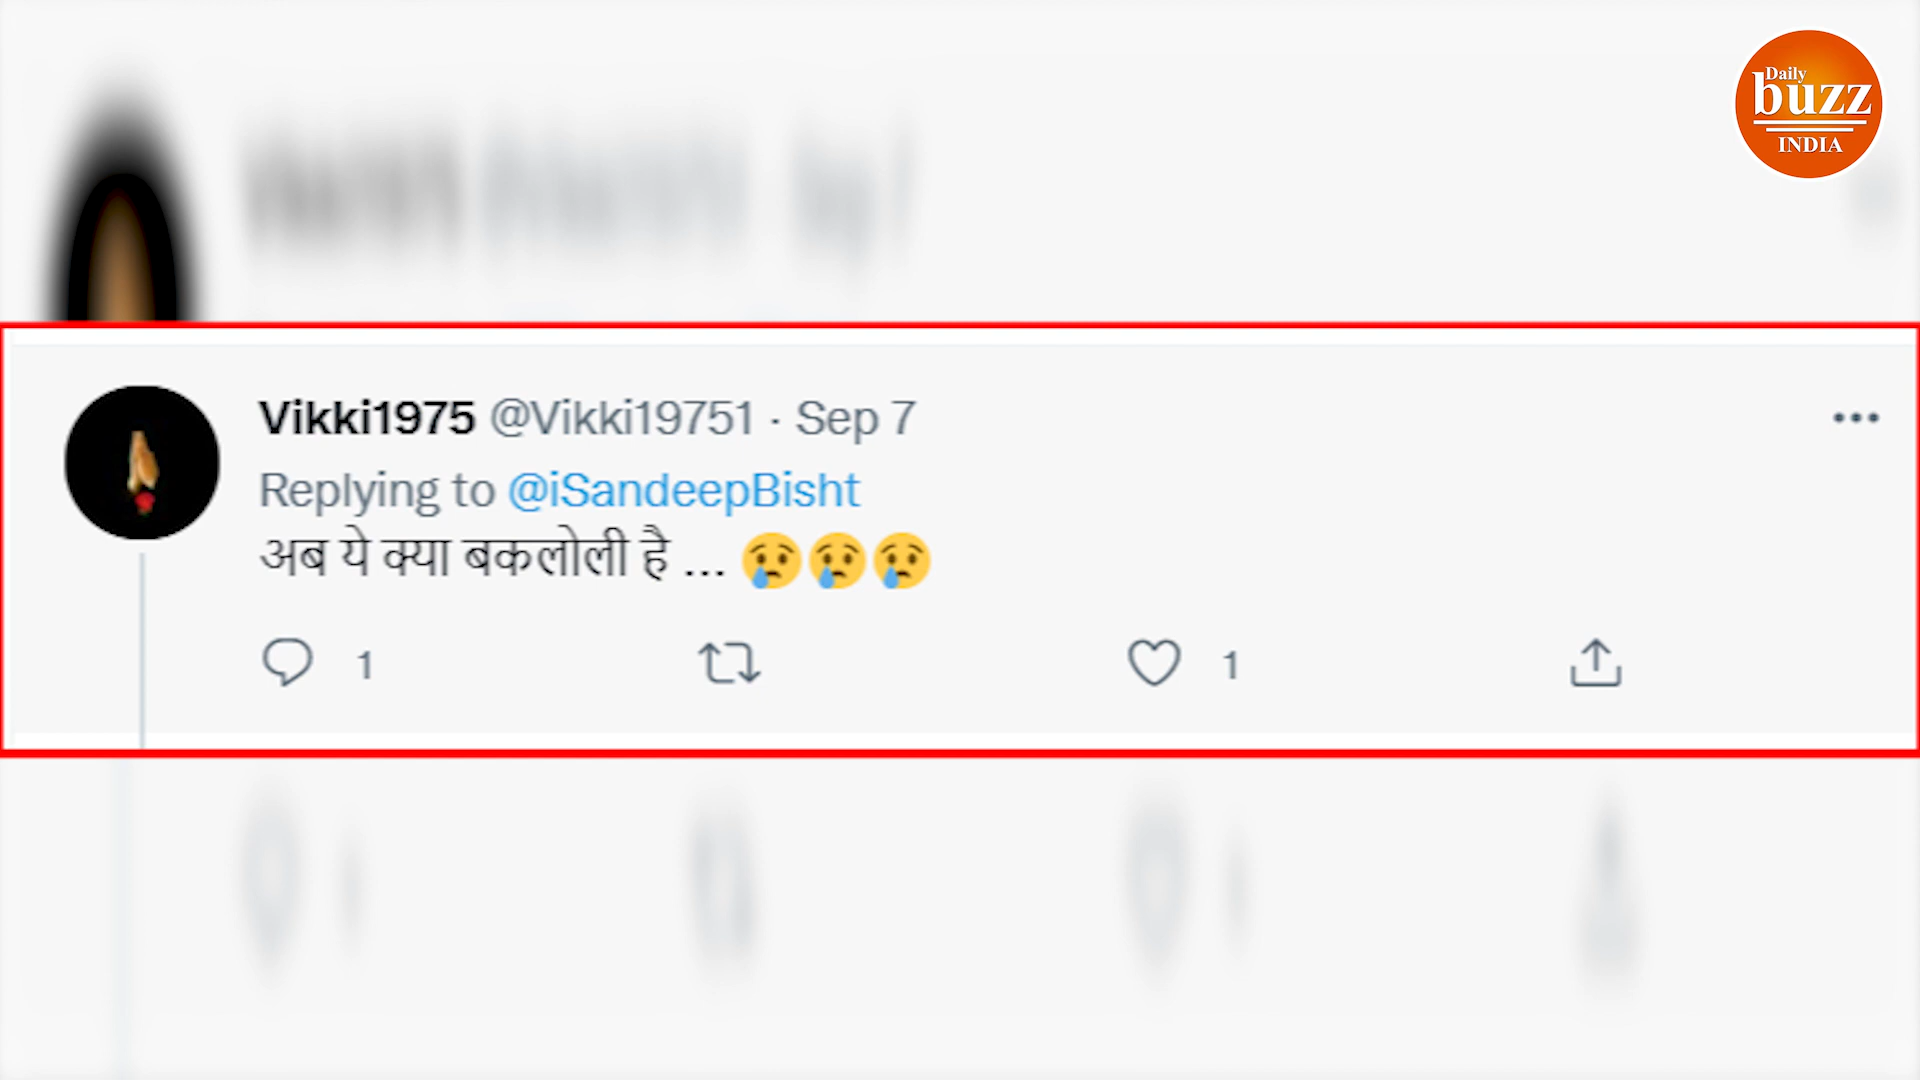 Daily
buzz
INDIA
Vikki1975 @Vikki19751 · Sep 7
Replying to @iSandeepBisht
अब ये क्या बकलोली है ... 😢😢😢
1 1